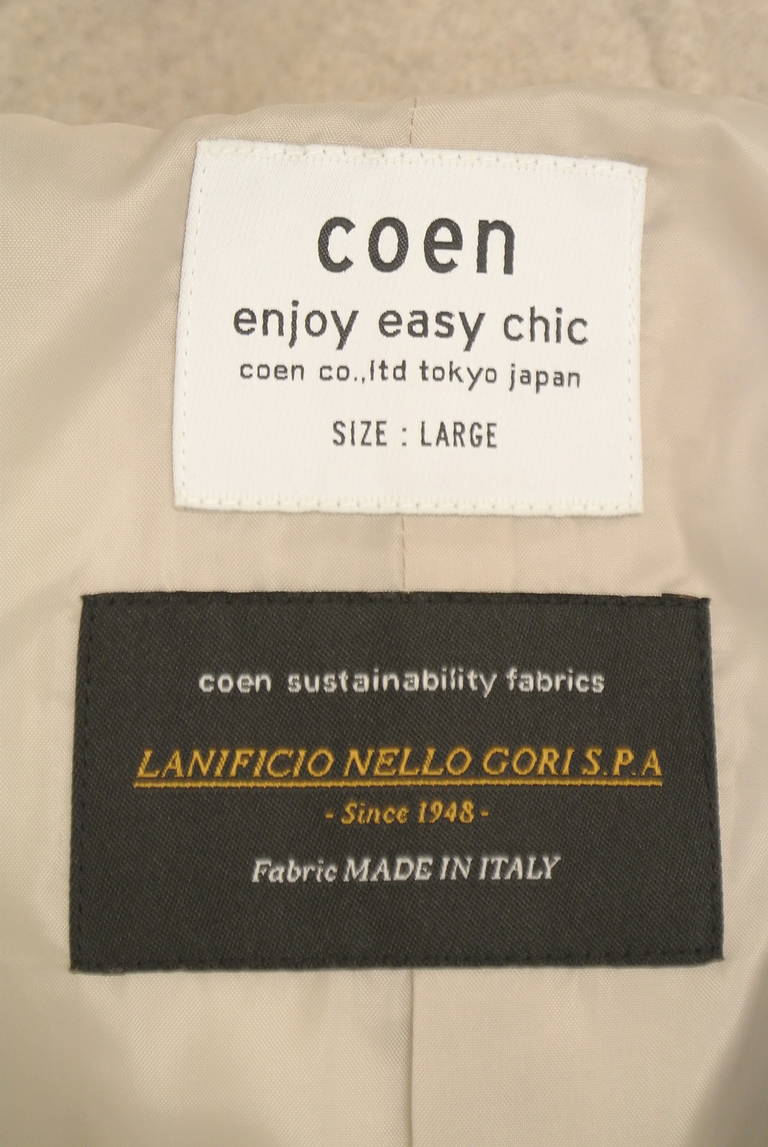 coen
enjoy easy chic
coen co.,ltd tokyo japan
SIZE : LARGE
coen sustainability fabrics
LANIFICIO NELLO GORI S.P.A
- Since 1948 -
Fabric MADE IN ITALY